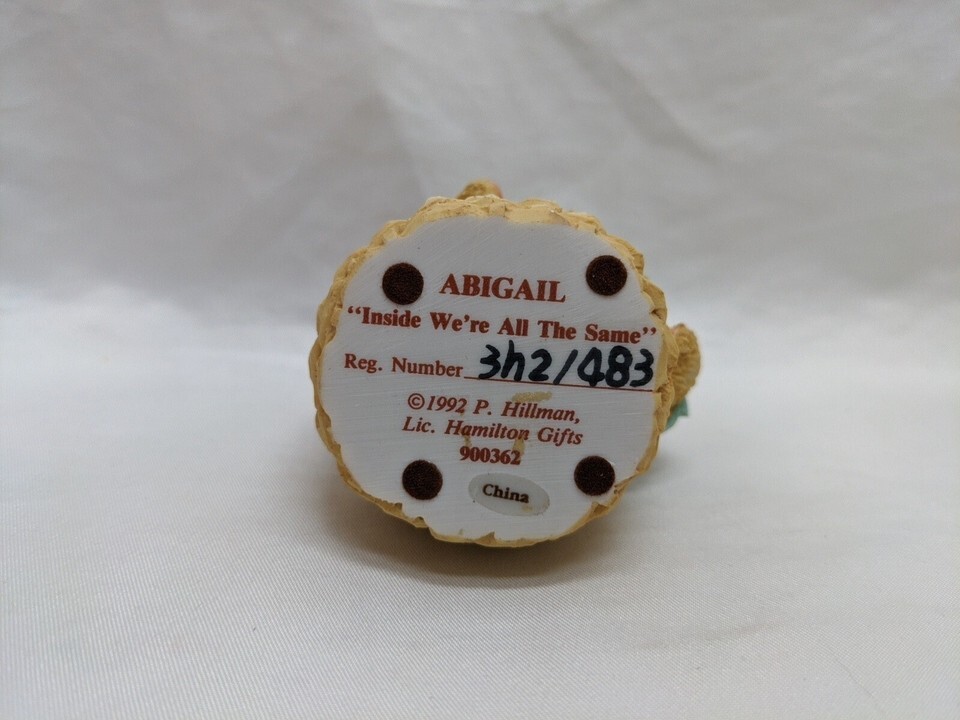 ABIGAIL
“Inside We're All The Same”
Reg. Number 3h2/483
©1992 P. Hillman,
Lic. Hamilton Gifts
900362
China